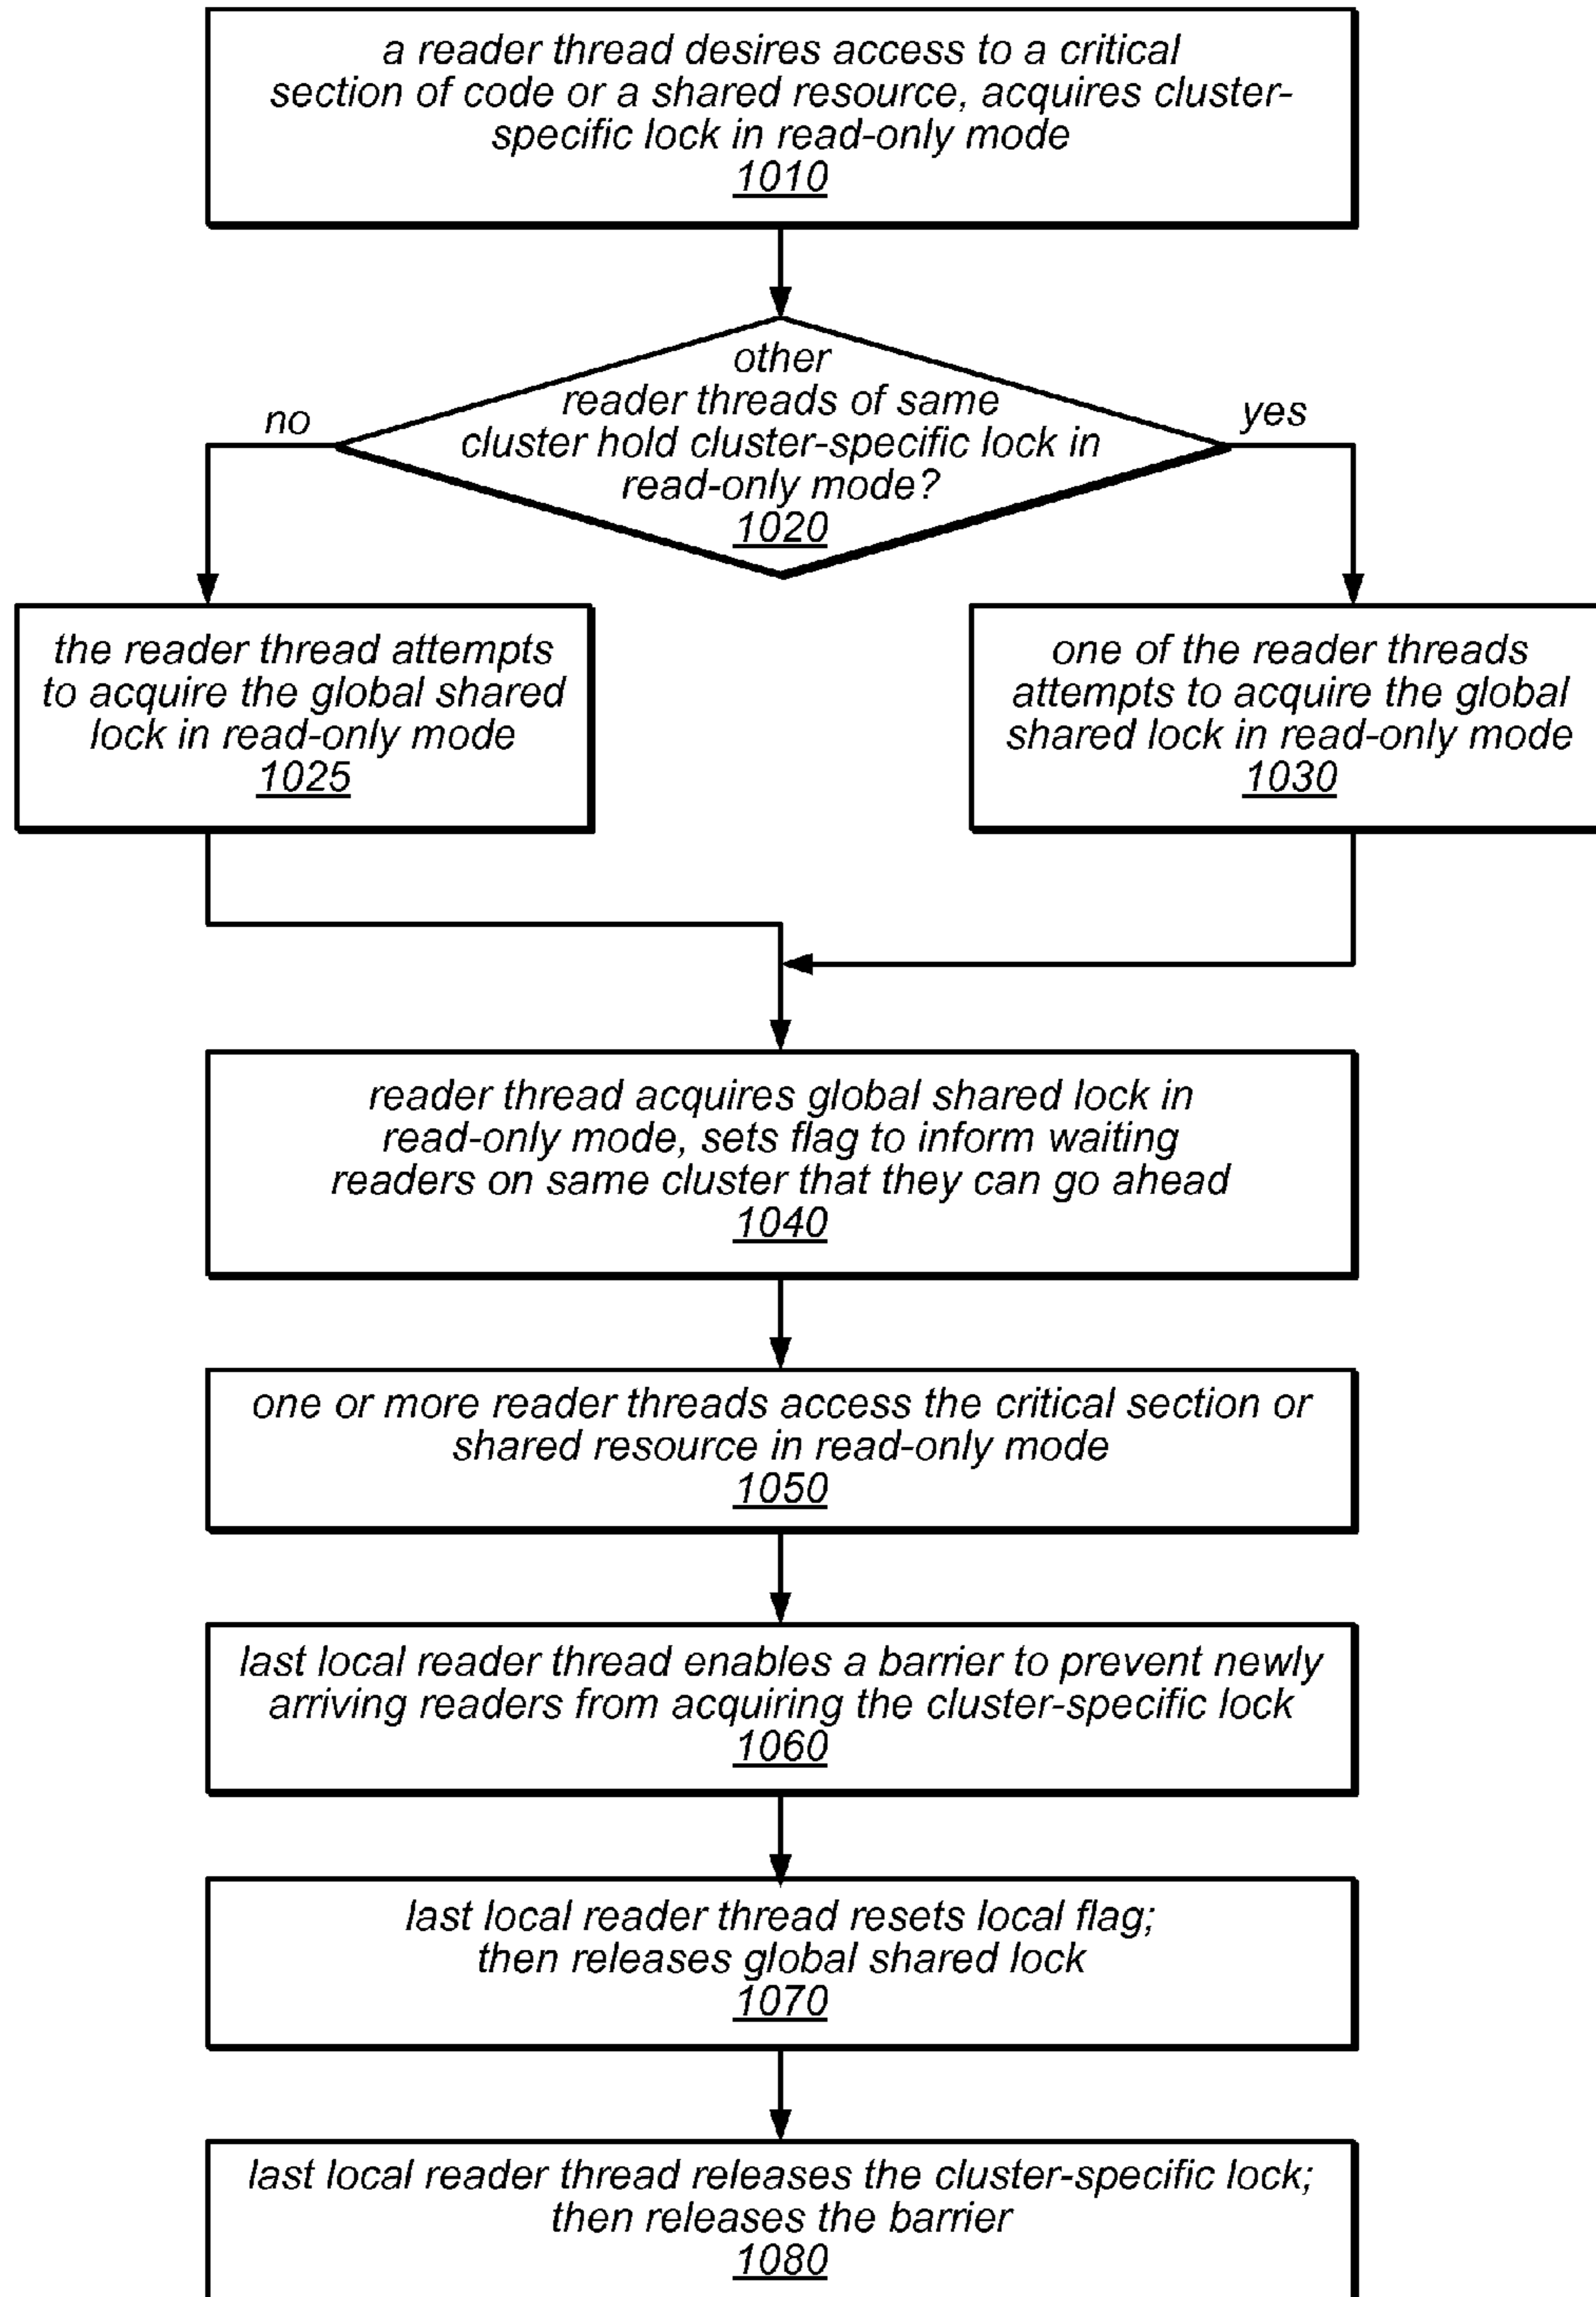 a reader thread desires access to a critical
section of code or a shared resource, acquires cluster-
specific lock in read-only mode
1010
other
reader threads of same
cluster hold cluster-specific lock in
read-only mode?
1020
no
yes
the reader thread attempts
to acquire the global shared
lock in read-only mode
1025
one of the reader threads
attempts to acquire the global
shared lock in read-only mode
1030
reader thread acquires global shared lock in
read-only mode, sets flag to inform waiting
readers on same cluster that they can go ahead
1040
one or more reader threads access the critical section or
shared resource in read-only mode
1050
last local reader thread enables a barrier to prevent newly
arriving readers from acquiring the cluster-specific lock
1060
last local reader thread resets local flag;
then releases global shared lock
1070
last local reader thread releases the cluster-specific lock;
then releases the barrier
1080